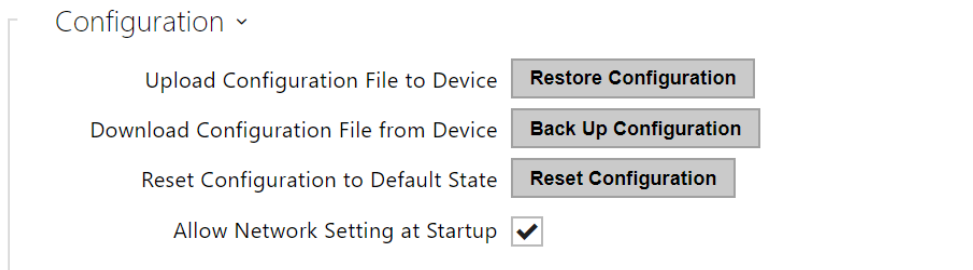 Configuration
Upload Configuration File to Device Restore Configuration
Download Configuration File from Device Back Up Configuration
Reset Configuration to Default State Reset Configuration
Allow Network Setting at Startup